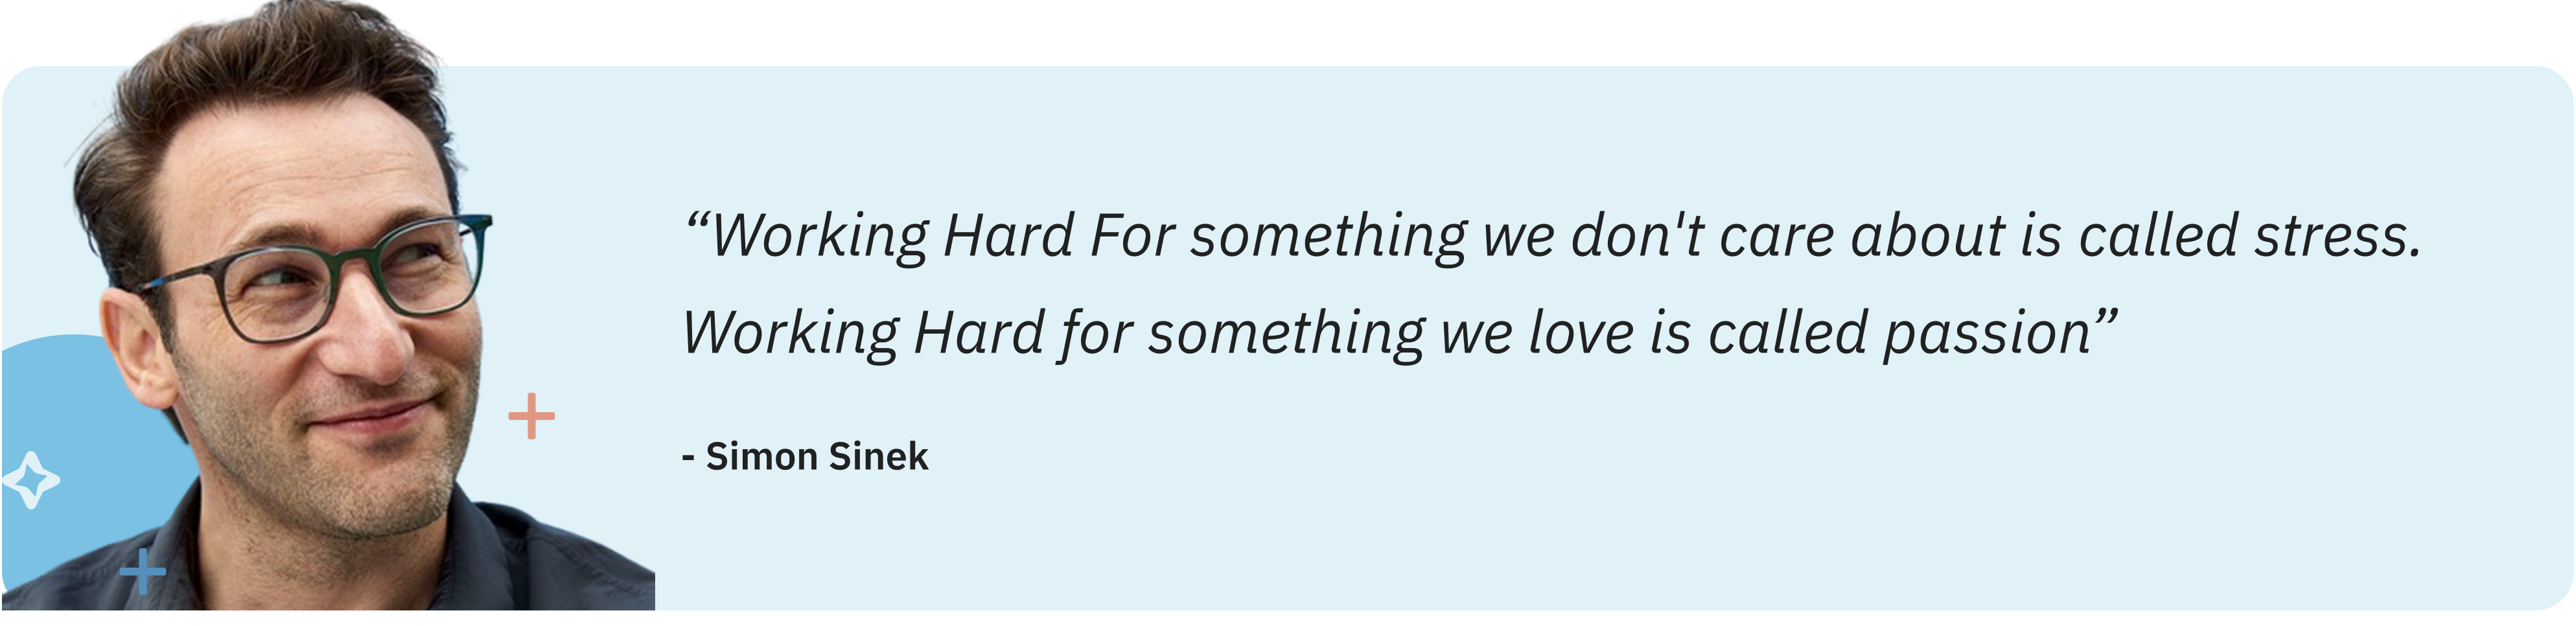 “Working Hard For something we don't care about is called stress.
Working Hard for something we love is called passion”
- Simon Sinek